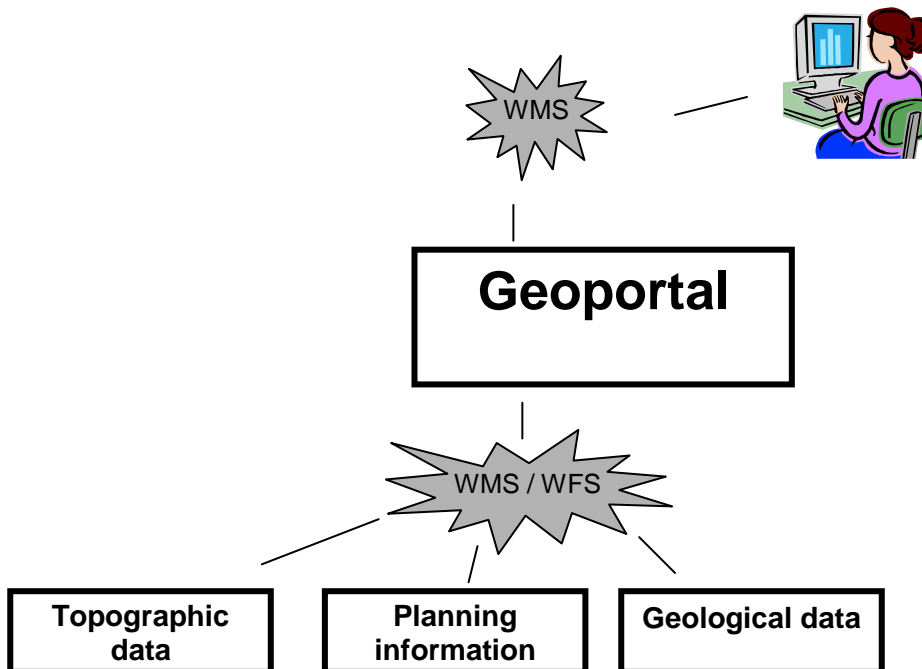 WMS
Geoportal
WMS / WFS
Topographic
data
Planning
information
Geological data